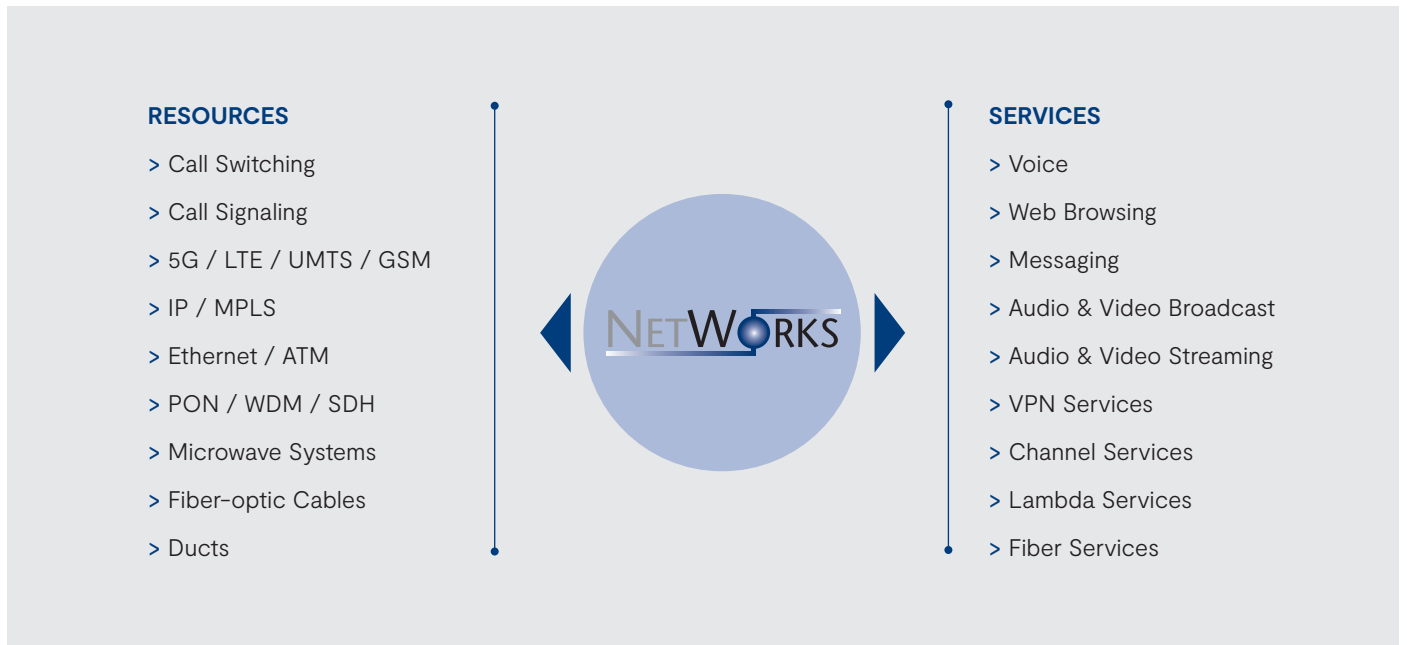 RESOURCES
> Call Switching
> Call Signaling
> 5G / LTE / UMTS / GSM
> IP / MPLS
> Ethernet / ATM
> PON / WDM / SDH
> Microwave Systems
> Fiber-optic Cables
> Ducts
NETWORKS
SERVICES
> Voice
> Web Browsing
> Messaging
> Audio & Video Broadcast
> Audio & Video Streaming
> VPN Services
> Channel Services
> Lambda Services
> Fiber Services